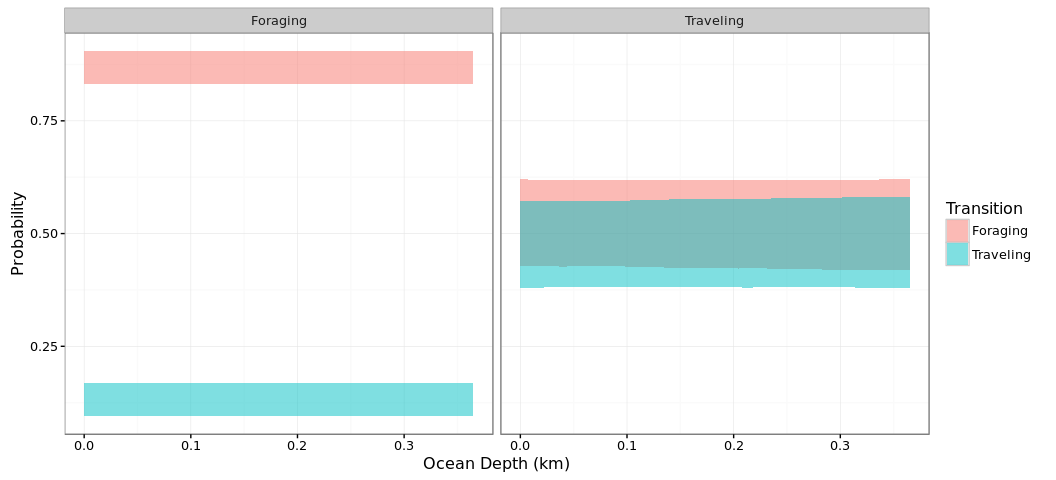 Foraging
Traveling
Probability
0.75
0.50
0.25
0.0 0.1 0.2 0.3
0.0 0.1 0.2 0.3
Ocean Depth (km)
Transition
Foraging
Traveling